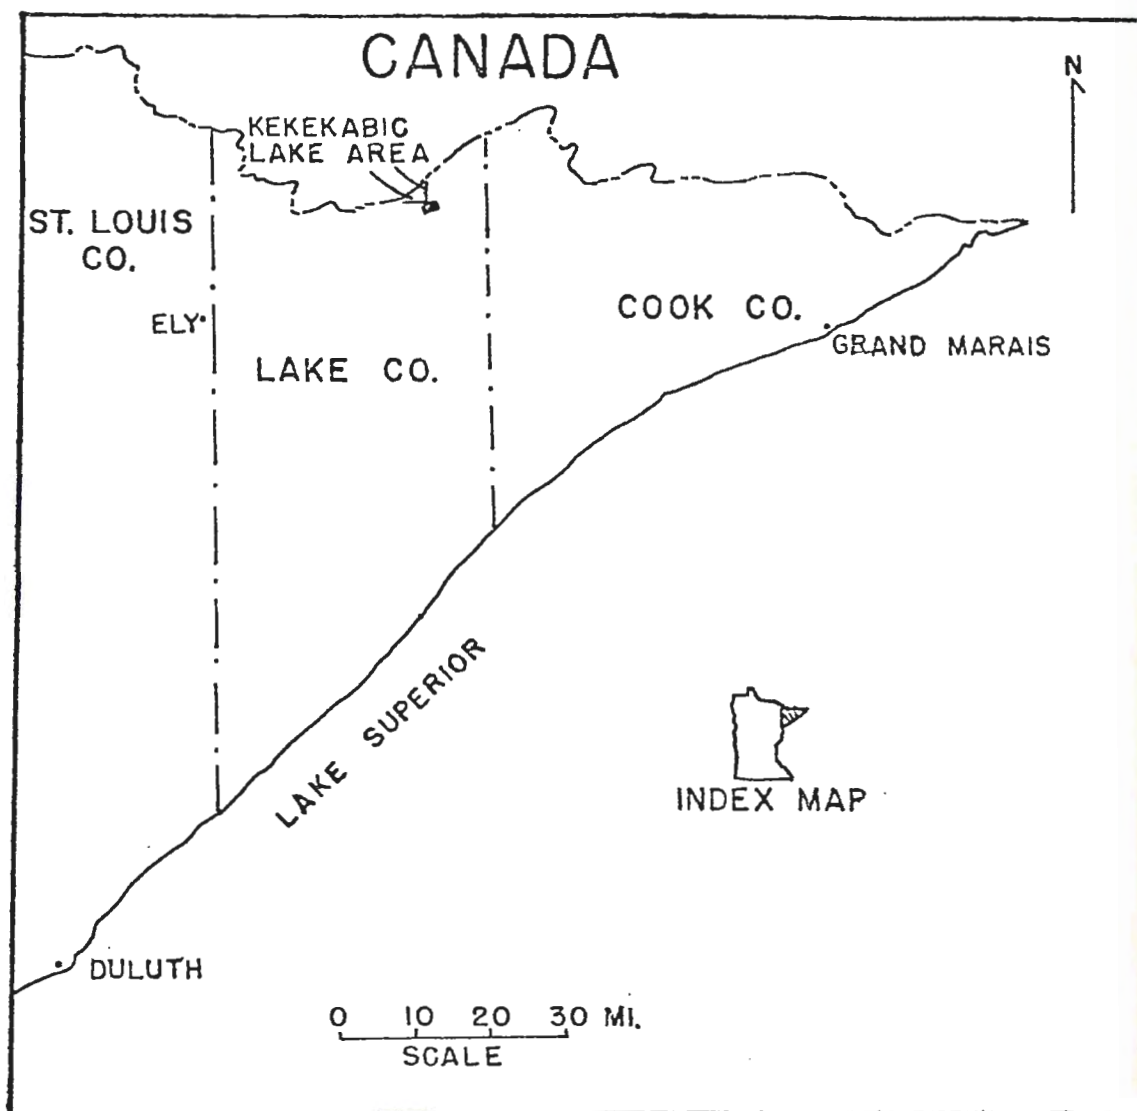 CANADA
N
KEKEKABIC
LAKE AREA
ST. LOUIS
CO.
ELY
COOK CO.
GRAND MARAIS
LAKE CO.
LAKE SUPERIOR
INDEX MAP
DULUTH
0 10 20 30 MI.
SCALE